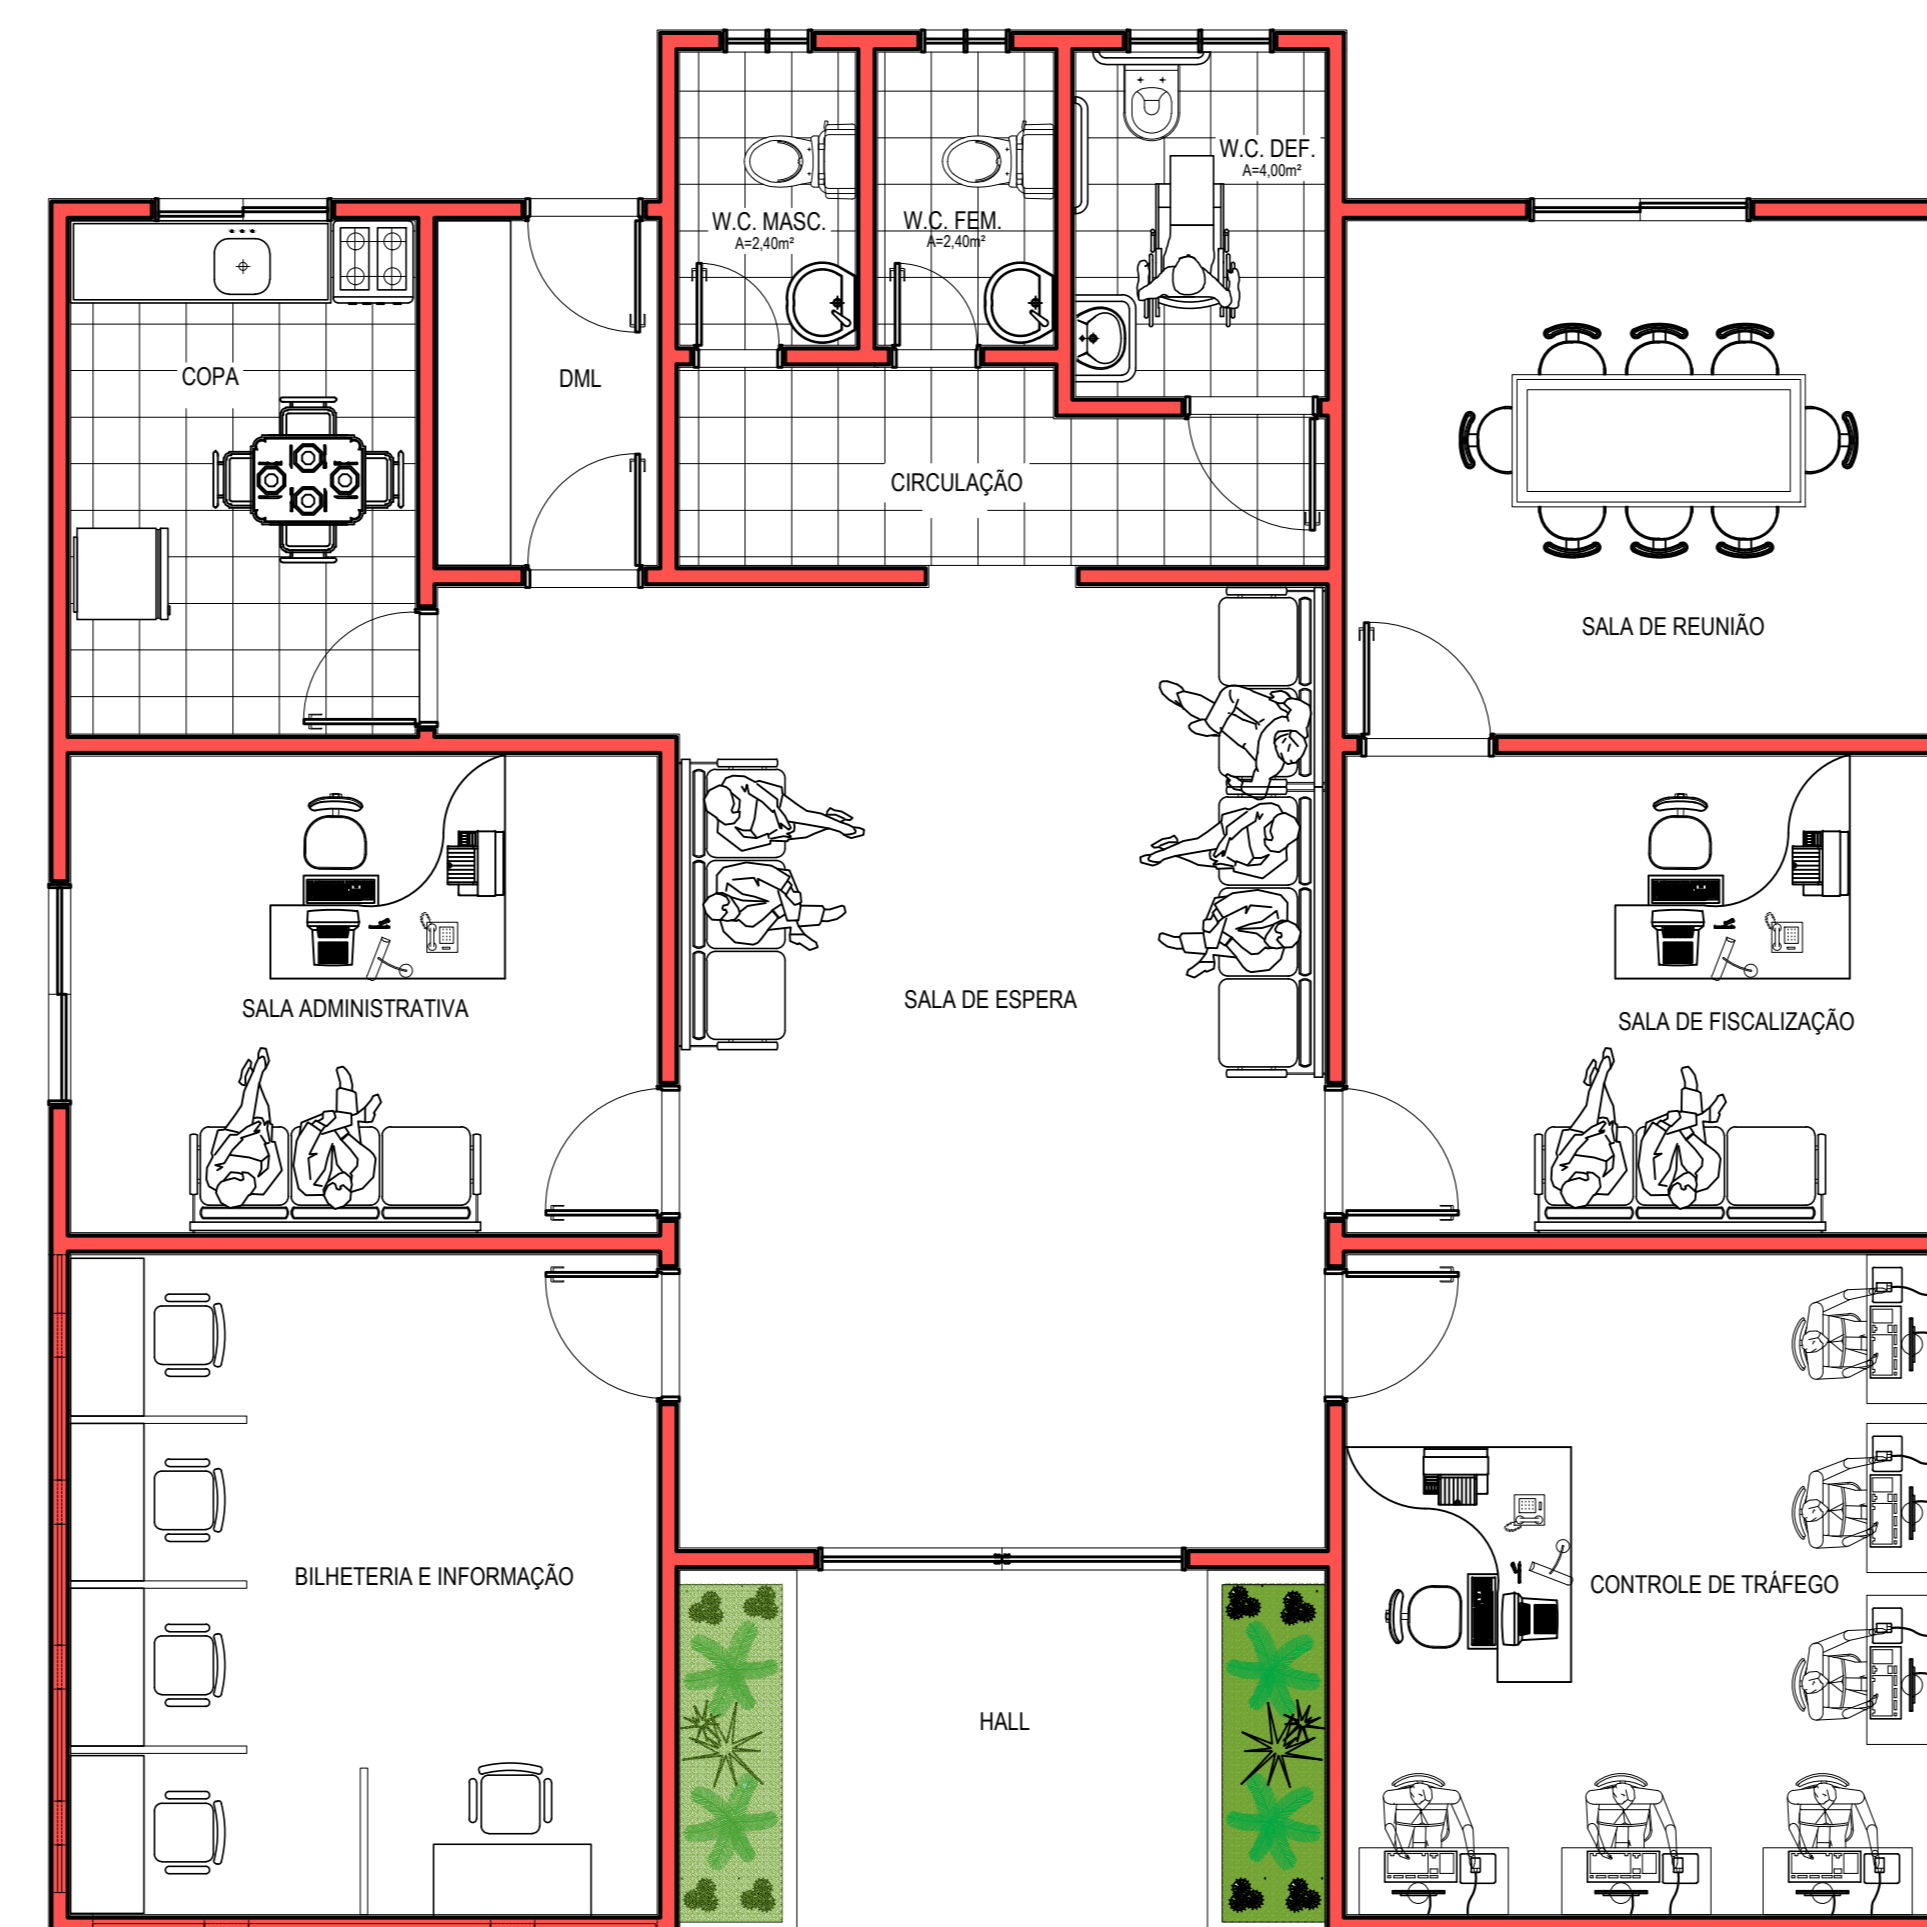 W.C. DEF.
A=4,00m²
W.C. MASC.
A=2,40m²
W.C. FEM.
A=2,40m²
COPA
DML
CIRCULAÇÃO
SALA DE REUNIÃO
SALA ADMINISTRATIVA
SALA DE ESPERA
SALA DE FISCALIZAÇÃO
BILHETERIA E INFORMAÇÃO
CONTROLE DE TRÁFEGO
HALL